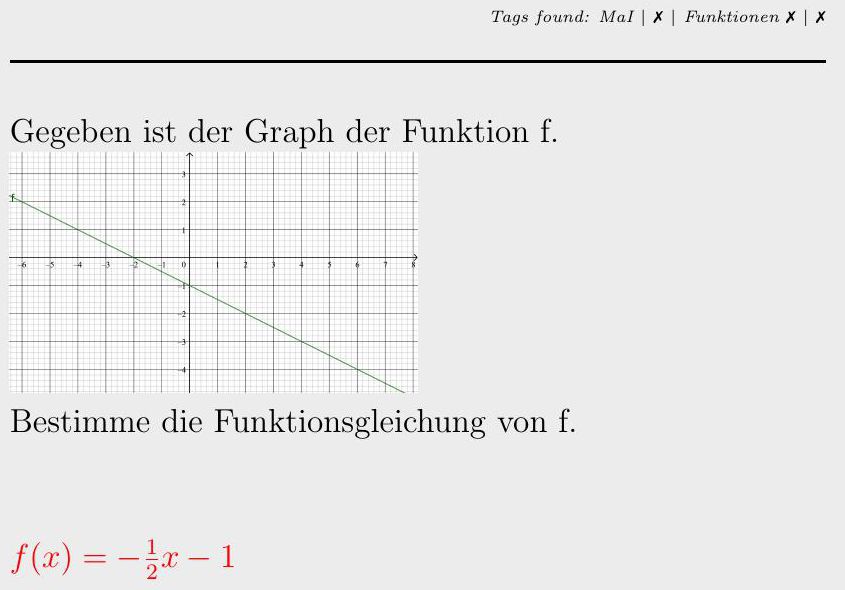 Tags found: MaI | ✗ | Funktionen ✗ | ✗
Gegeben ist der Graph der Funktion f.
f
3
2
1
-6 -5 -4 -3 -2 -1 0 1 2 3 4 5 6 7 8
-1
-2
-3
-4
Bestimme die Funktionsgleichung von f.
f(x) = −\frac{1}{2}x − 1